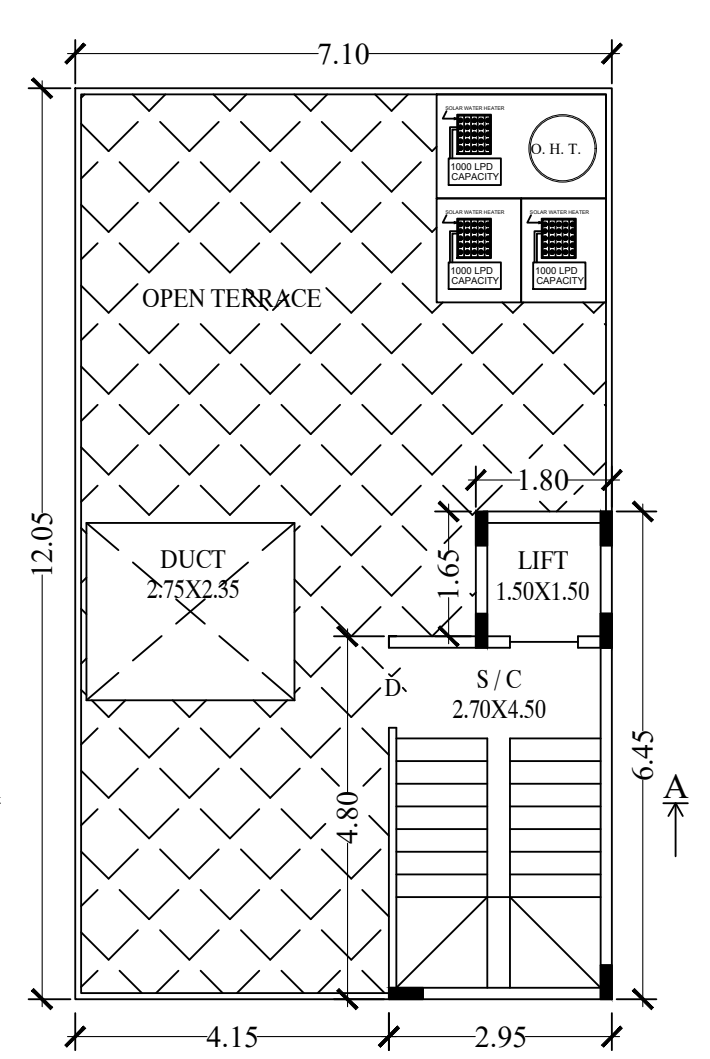 7.10
SOLAR WATER HEATER
1000 LPD
CAPACITY
O. H. T.
SOLAR WATER HEATER
1000 LPD
CAPACITY
SOLAR WATER HEATER
1000 LPD
CAPACITY
OPEN TERRACE
1.80
12.05
DUCT
2.75X2.35
1.65
LIFT
1.50X1.50
D
S / C
2.70X4.50
6.45
A
4.80
4.15
2.95